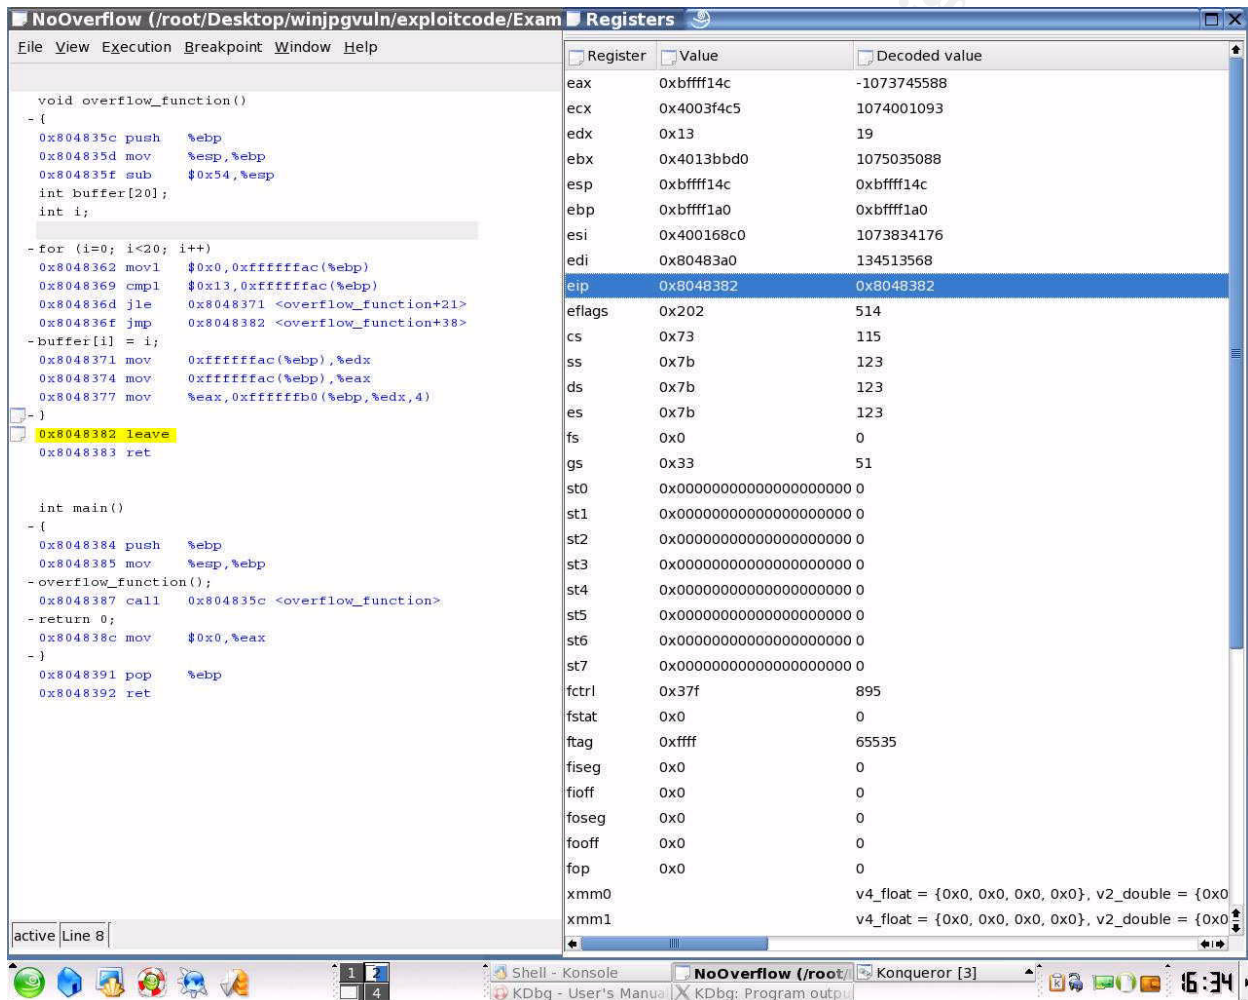 NoOverflow (/root/Desktop/winjpgvuln/exploitcode/Exam
File View Execution Breakpoint Window Help
void overflow_function()
-{
0x804835c push %ebp
0x804835d mov %esp,%ebp
0x804835f sub $0x54,%esp
int buffer[20];
int i;
-for (i=0; i<20; i++)
0x8048362 movl $0x0,0xffffffac(%ebp)
0x8048369 cmpl $0x13,0xffffffac(%ebp)
0x804836d jle 0x8048371 <overflow_function+21>
0x804836f jmp 0x8048382 <overflow_function+38>
-buffer[i] = i;
0x8048371 mov 0xffffffac(%ebp),%edx
0x8048374 mov 0xffffffac(%ebp),%eax
0x8048377 mov %eax,0xffffffb0(%ebp,%edx,4)
-}
0x8048382 leave
0x8048383 ret
int main()
-{
0x8048384 push %ebp
0x8048385 mov %esp,%ebp
-overflow_function();
0x8048387 call 0x804835c <overflow_function>
-return 0;
0x804838c mov $0x0,%eax
-}
0x8048391 pop %ebp
0x8048392 ret
active Line 8
Registers
Register Value Decoded value
eax 0xbffff14c -1073745588
ecx 0x4003f4c5 1074001093
edx 0x13 19
ebx 0x4013bbd0 1075035088
esp 0xbffff14c 0xbffff14c
ebp 0xbffff1a0 0xbffff1a0
esi 0x400168c0 1073834176
edi 0x80483a0 134513568
eip 0x8048382 0x8048382
eflags 0x202 514
cs 0x73 115
ss 0x7b 123
ds 0x7b 123
es 0x7b 123
fs 0x0 0
gs 0x33 51
st0 0x00000000000000000000 0
st1 0x00000000000000000000 0
st2 0x00000000000000000000 0
st3 0x00000000000000000000 0
st4 0x00000000000000000000 0
st5 0x00000000000000000000 0
st6 0x00000000000000000000 0
st7 0x00000000000000000000 0
fctrl 0x37f 895
fstat 0x0 0
ftag 0xffff 65535
fiseg 0x0 0
fioff 0x0 0
foseg 0x0 0
fooff 0x0 0
fop 0x0 0
xmm0 v4_float = {0x0, 0x0, 0x0, 0x0}, v2_double = {0x0
xmm1 v4_float = {0x0, 0x0, 0x0, 0x0}, v2_double = {0x0
1 2
4
Shell - Konsole NoOverflow (/root/ Konqueror [3]
KDbg - User's Manua KDbg: Program outpu
16:34